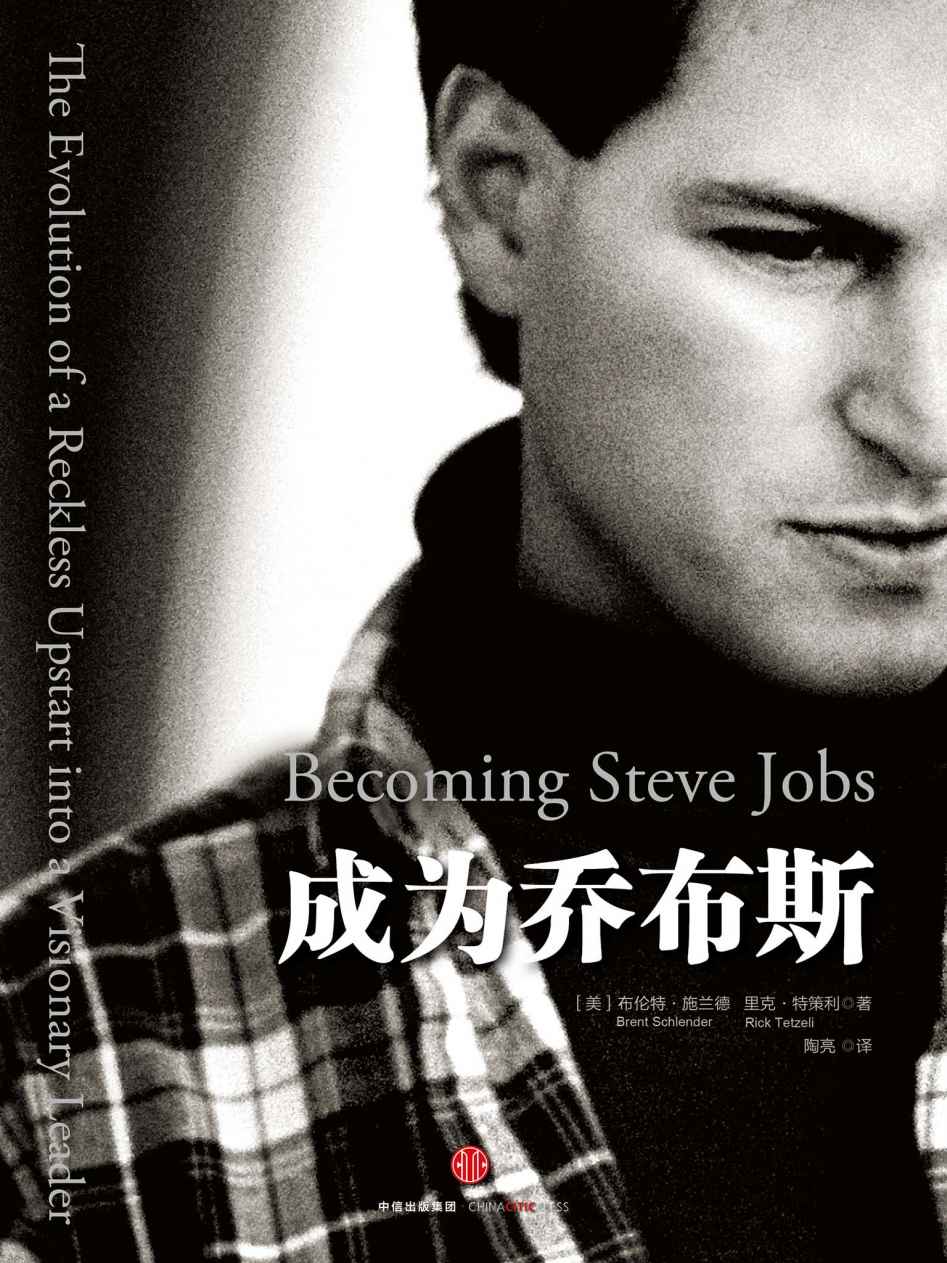 The Evolution of a Reckless Upstart into a Visionary Leader
Becoming Steve Jobs
成为乔布斯
[美] 布伦特·施兰德 里克·特策利◎著
Brent Schlender Rick Tetzeli
陶亮 ◎译
中信出版集团·CHINACITIC PRESS